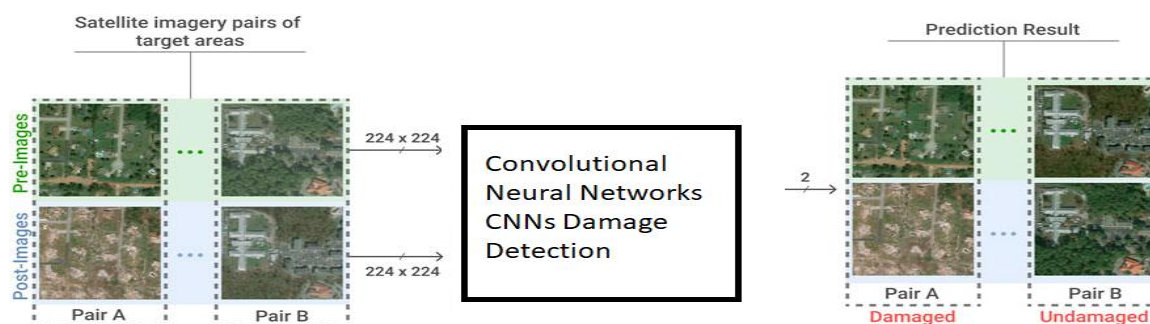 Satellite imagery pairs of
target areas
Pre-Images
Post-Images
Pair A
Pair B
224 x 224
224 x 224
Convolutional
Neural Networks
CNNs Damage
Detection
2
Prediction Result
Pair A
Pair B
Damaged
Undamaged